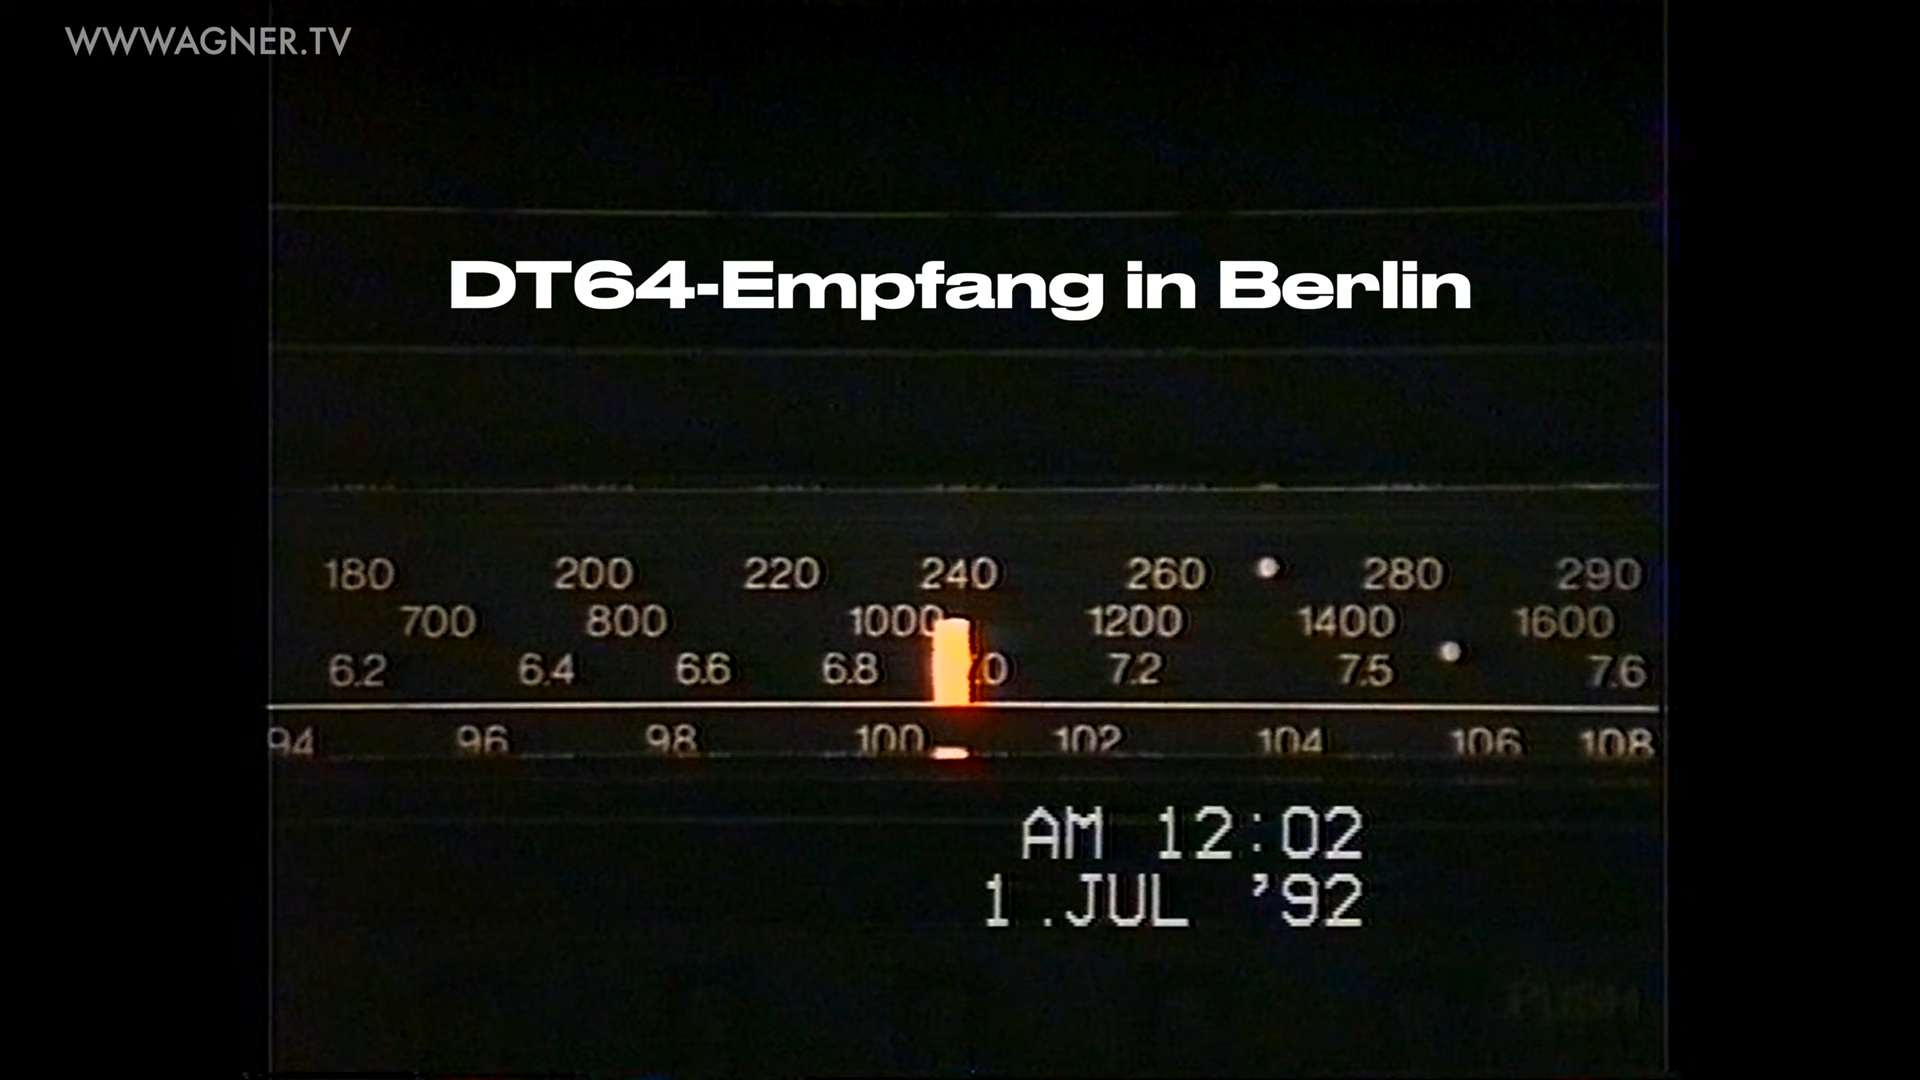 WWWAGNER.TV
DT64-Empfang in Berlin
180 200 220 240 260 280 290
700 800 1000 1200 1400 1600
6.2 6.4 6.6 6.8 7.2 7.5 7.6
94 96 98 100 102 104 106 108
AM 12:02
1.JUL '92
PUSH